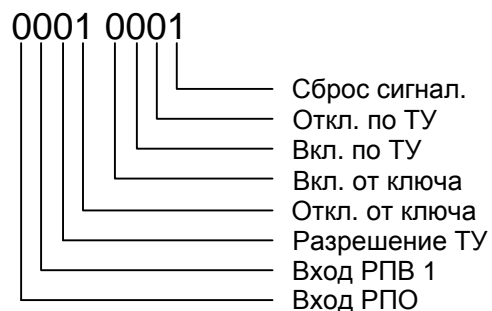 0001 0001
Сброс сигнал.
Откл. по ТУ
Вкл. по ТУ
Вкл. от ключа
Откл. от ключа
Разрешение ТУ
Вход РПВ 1
Вход РПО